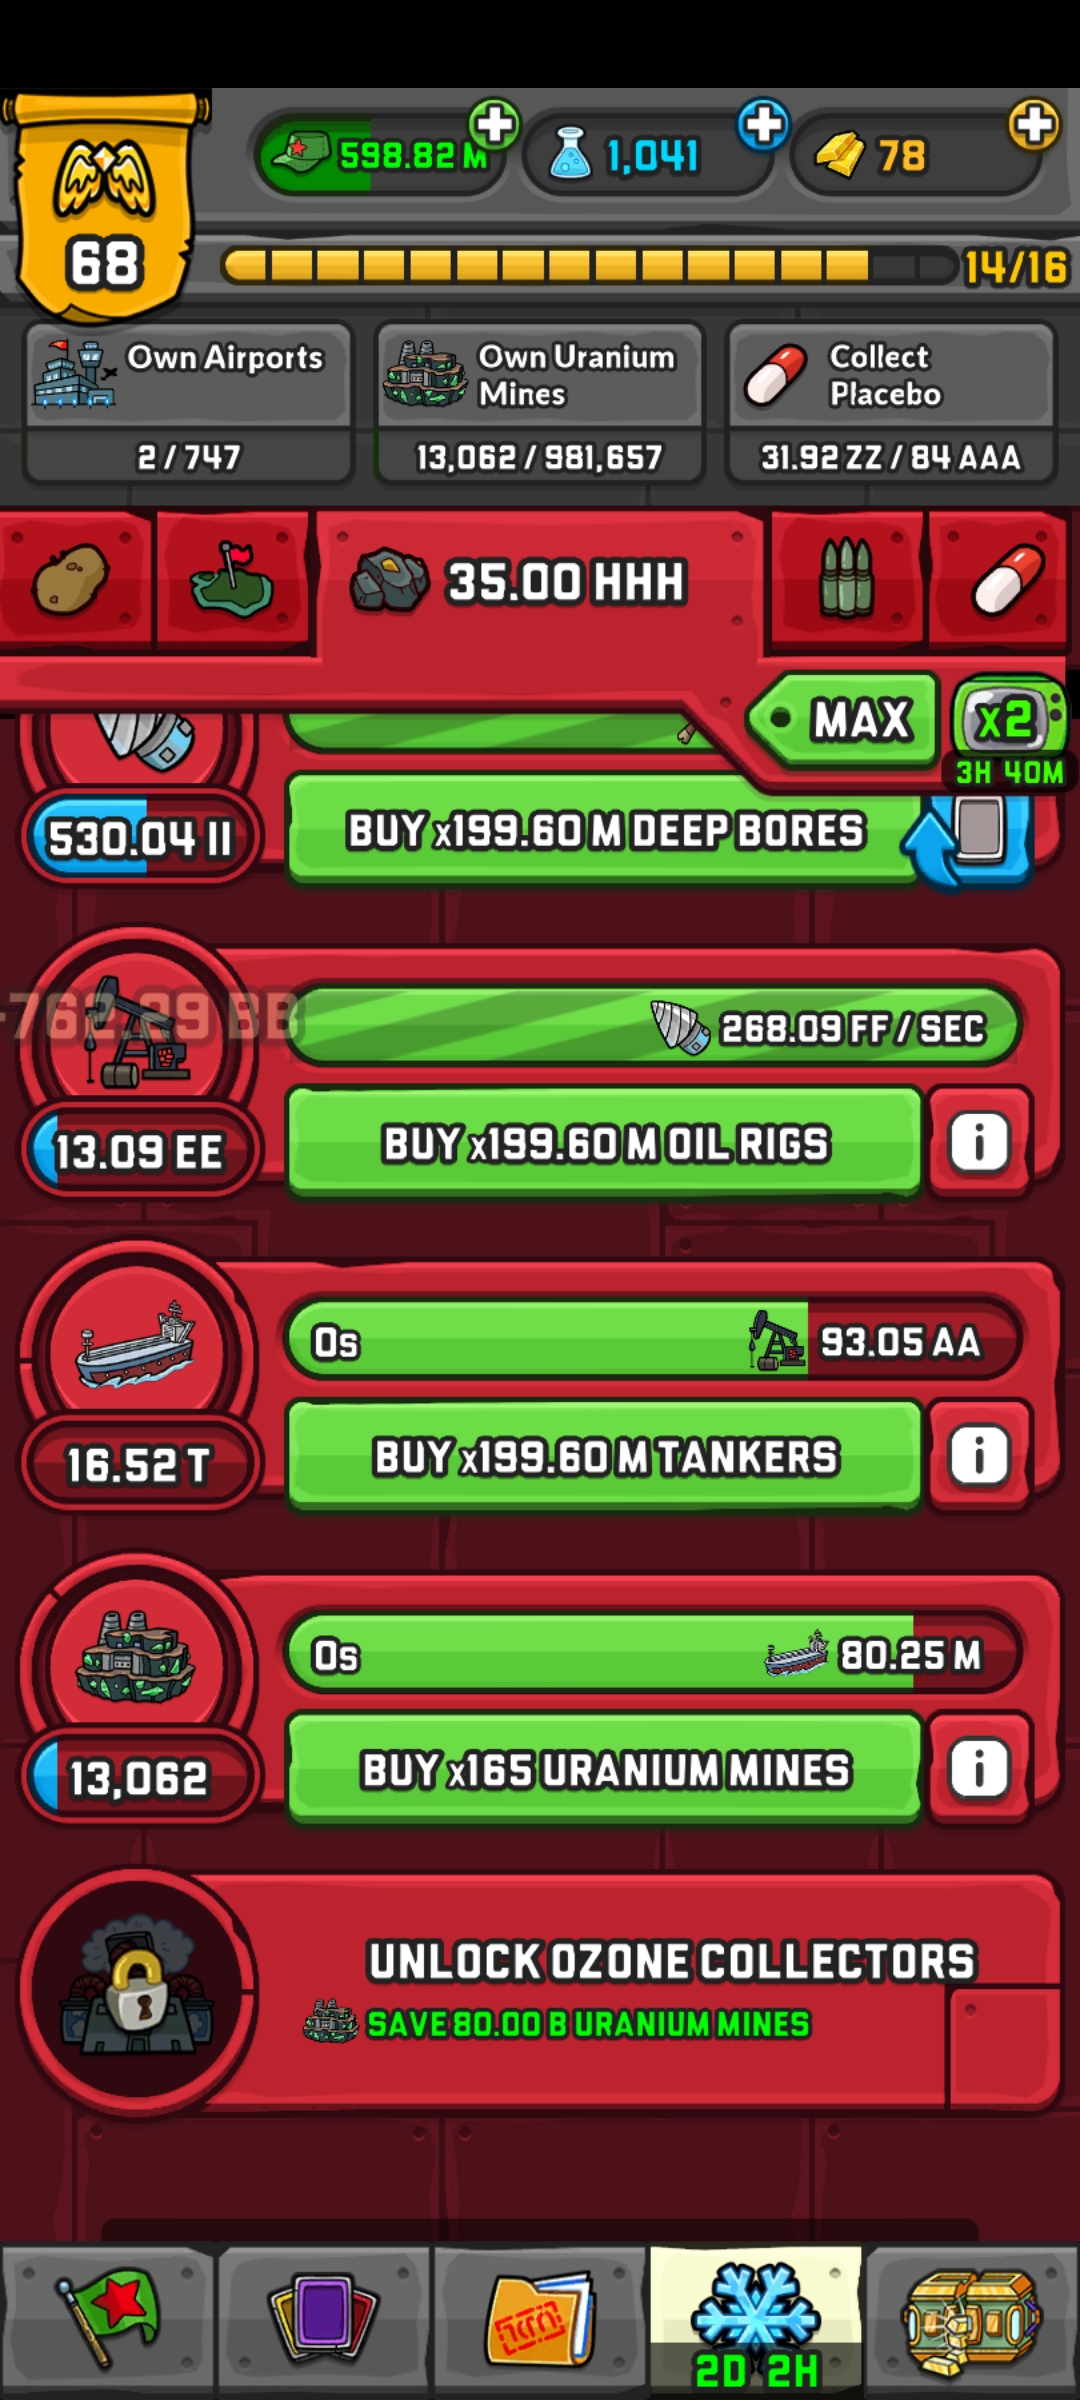 598.82 M
1,041
78
68
14/16
Own Airports
2 / 747
Own Uranium
Mines
13,062 / 981,657
Collect
Placebo
31.92 ZZ / 84 AAA
35.00 HHH
MAX
x2
3H 40M
530.04 II
BUY x199.60 M DEEP BORES
-762.29 BB
268.09 FF / SEC
13.09 EE
BUY x199.60 M OIL RIGS
i
0s
93.05 AA
16.52 T
BUY x199.60 M TANKERS
i
0s
80.25 M
13,062
BUY x165 URANIUM MINES
i
UNLOCK OZONE COLLECTORS
SAVE 80.00 B URANIUM MINES
2D 2H